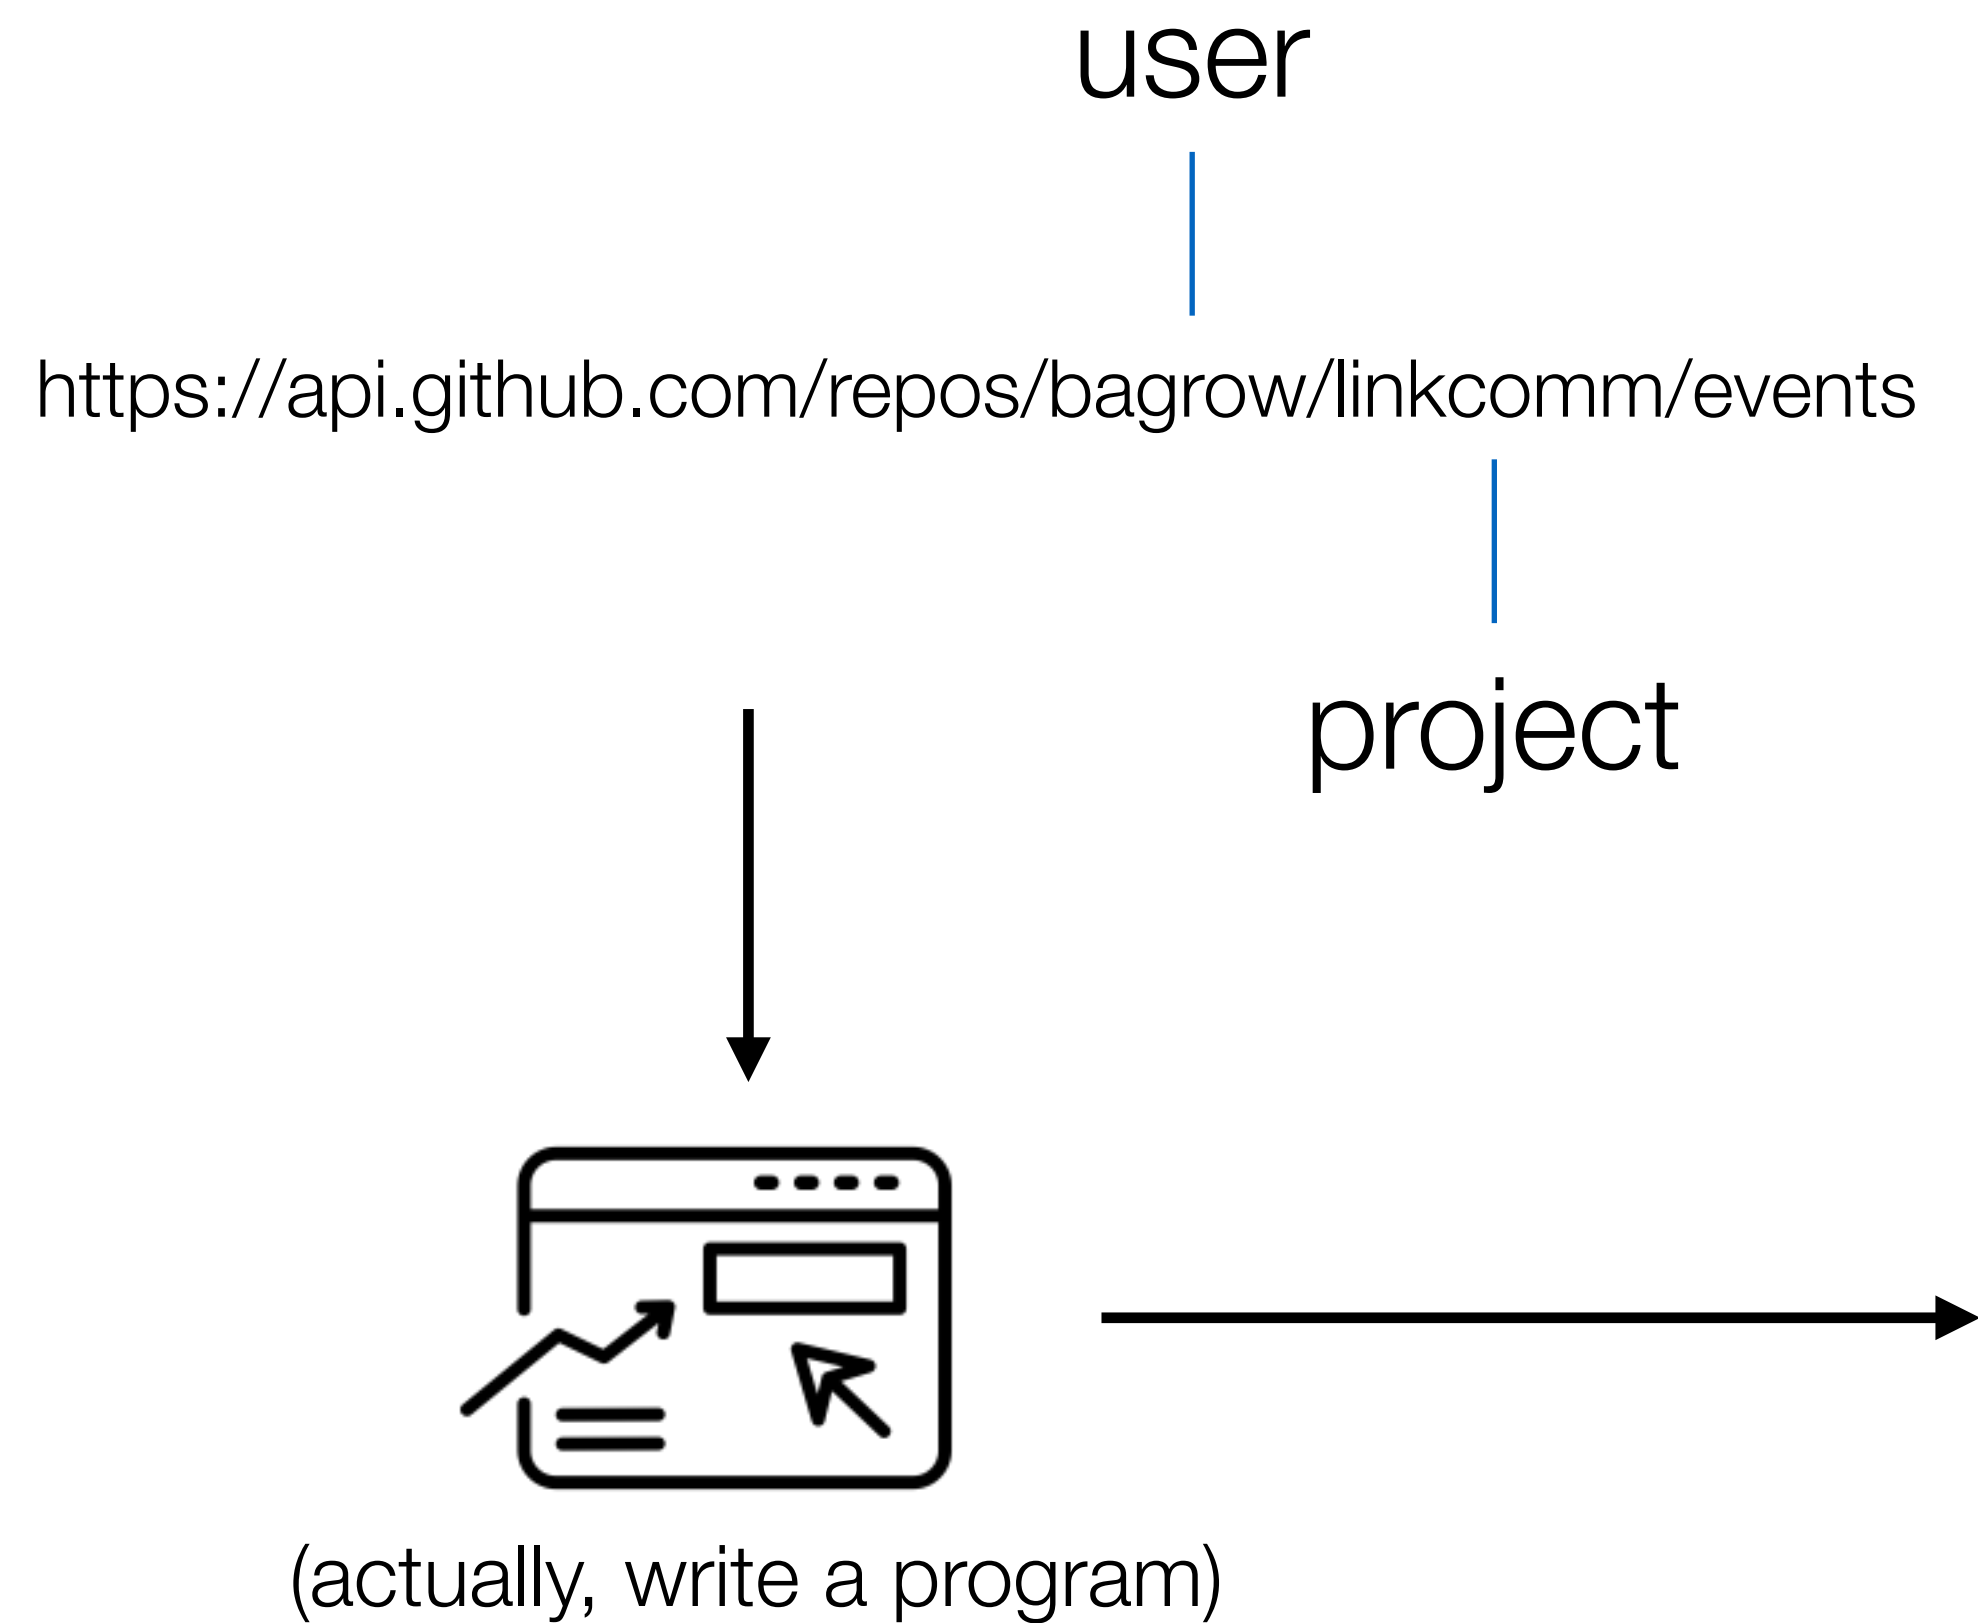 user
https://api.github.com/repos/bagrow/linkcomm/events
project
(actually, write a program)